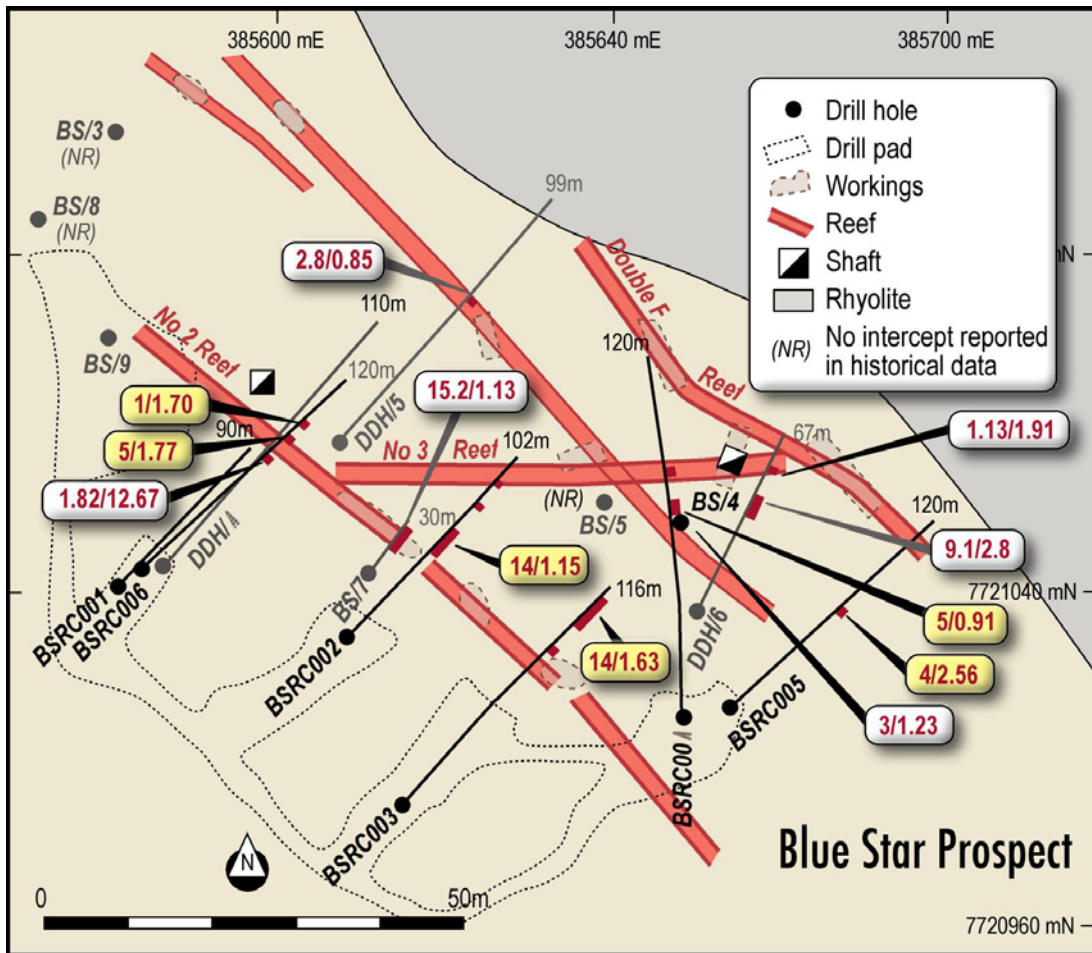 385600 mE
385640 mE
385700 mE
Drill hole
Drill pad
Workings
Reef
Shaft
Rhyolite
(NR)
No intercept reported
in historical data
BS/3
(NR)
BS/8
(NR)
99m
2.8/0.85
Double F
Reef
N
110m
120m
120m
No 2 Reef
BS/9
15.2/1.13
1/1.70
DDH/5
5/1.77
90m
102m
No 3 Reef
67m
1.13/1.91
1.82/12.67
(NR)
BS/5
BS/4
30m
120m
DDH/
BS/7
14/1.15
9.1/2.8
116m
7721040 mN
BSRC001
BSRC006
BSRC002
DDH/6
5/0.91
14/1.63
4/2.56
BSRC005
3/1.23
BSRC00
BSRC003
Blue Star Prospect
N
0
50m
7720960 mN